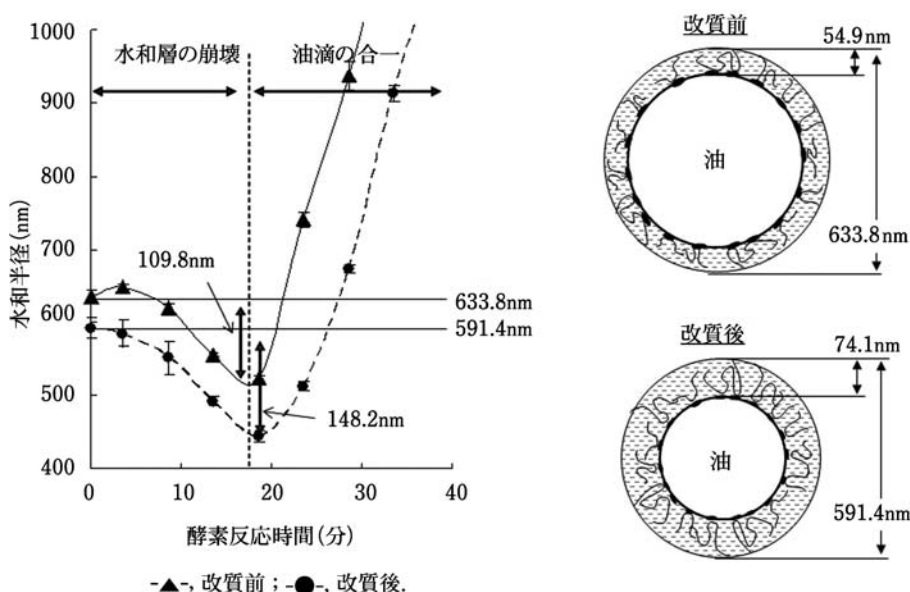 水和半径(nm)
1000
900
800
700
600
500
400
水和層の崩壊
油滴の合一
109.8nm
633.8nm
591.4nm
148.2nm
0
10
20
30
40
酵素反応時間(分)
-▲-, 改質前 ; -●-, 改質後.
改質前
54.9nm
油
633.8nm
改質後
74.1nm
油
591.4nm